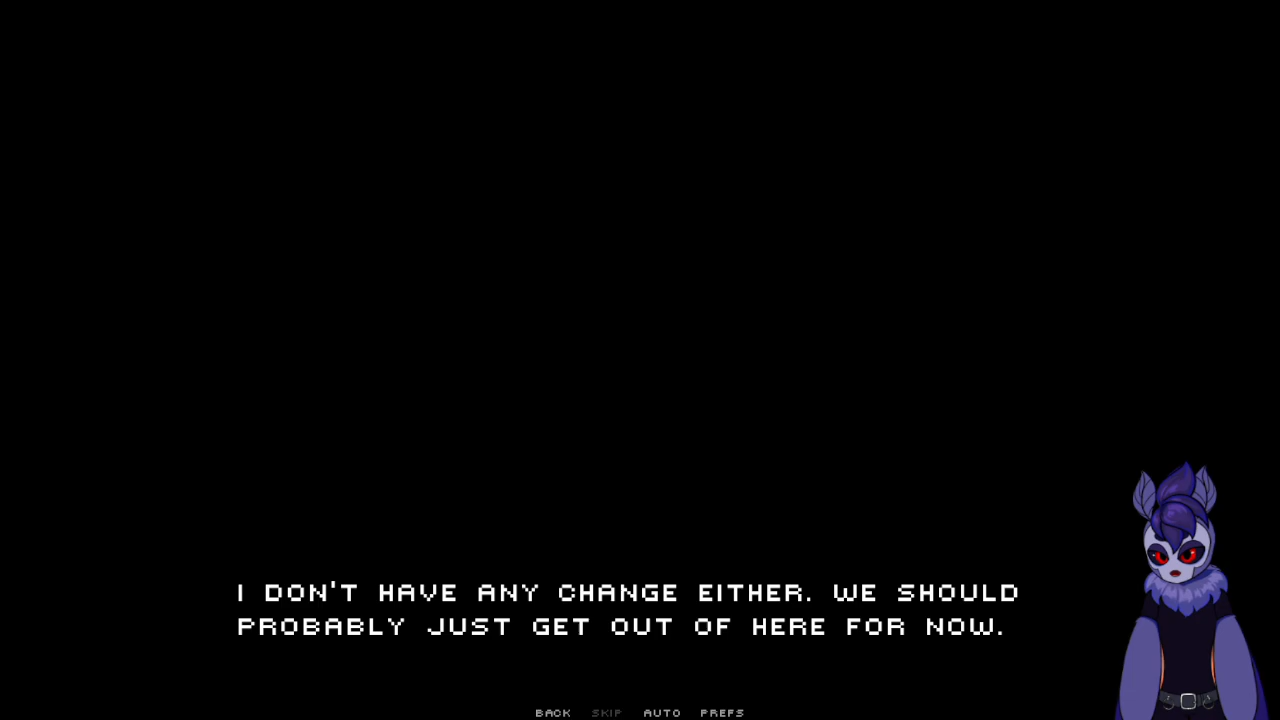 I DON'T HAVE ANY CHANGE EITHER. WE SHOULD
PROBABLY JUST GET OUT OF HERE FOR NOW.
BACK SKIP AUTO PREFS